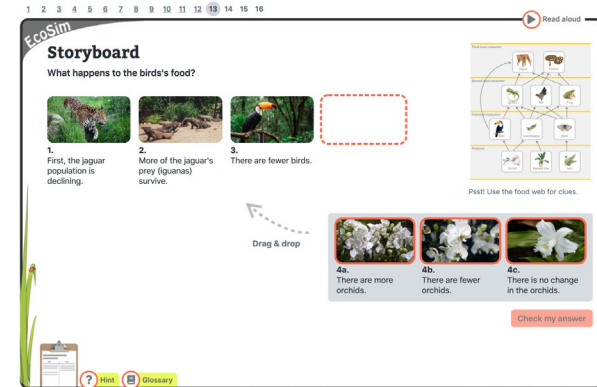 1 2 3 4 5 6 7 8 9 10 11 12 13 14 15 16
Read aloud
EcoSim
Storyboard
What happens to the birds's food?
1.
First, the jaguar
population is
declining.
2.
More of the jaguar's
prey (iguanas)
survive.
3.
There are fewer birds.
Psst! Use the food web for clues.
Drag & drop
4a.
There are more
orchids.
4b.
There are fewer
orchids.
4c.
There is no change
in the orchids.
Check my answer
? Hint
Glossary